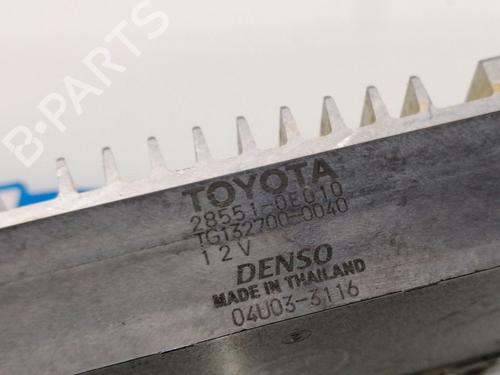 B-PARTS
TOYOTA
28551-0E010
TG132700-0040
12V
DENSO
MADE IN THAILAND
04U03-3116